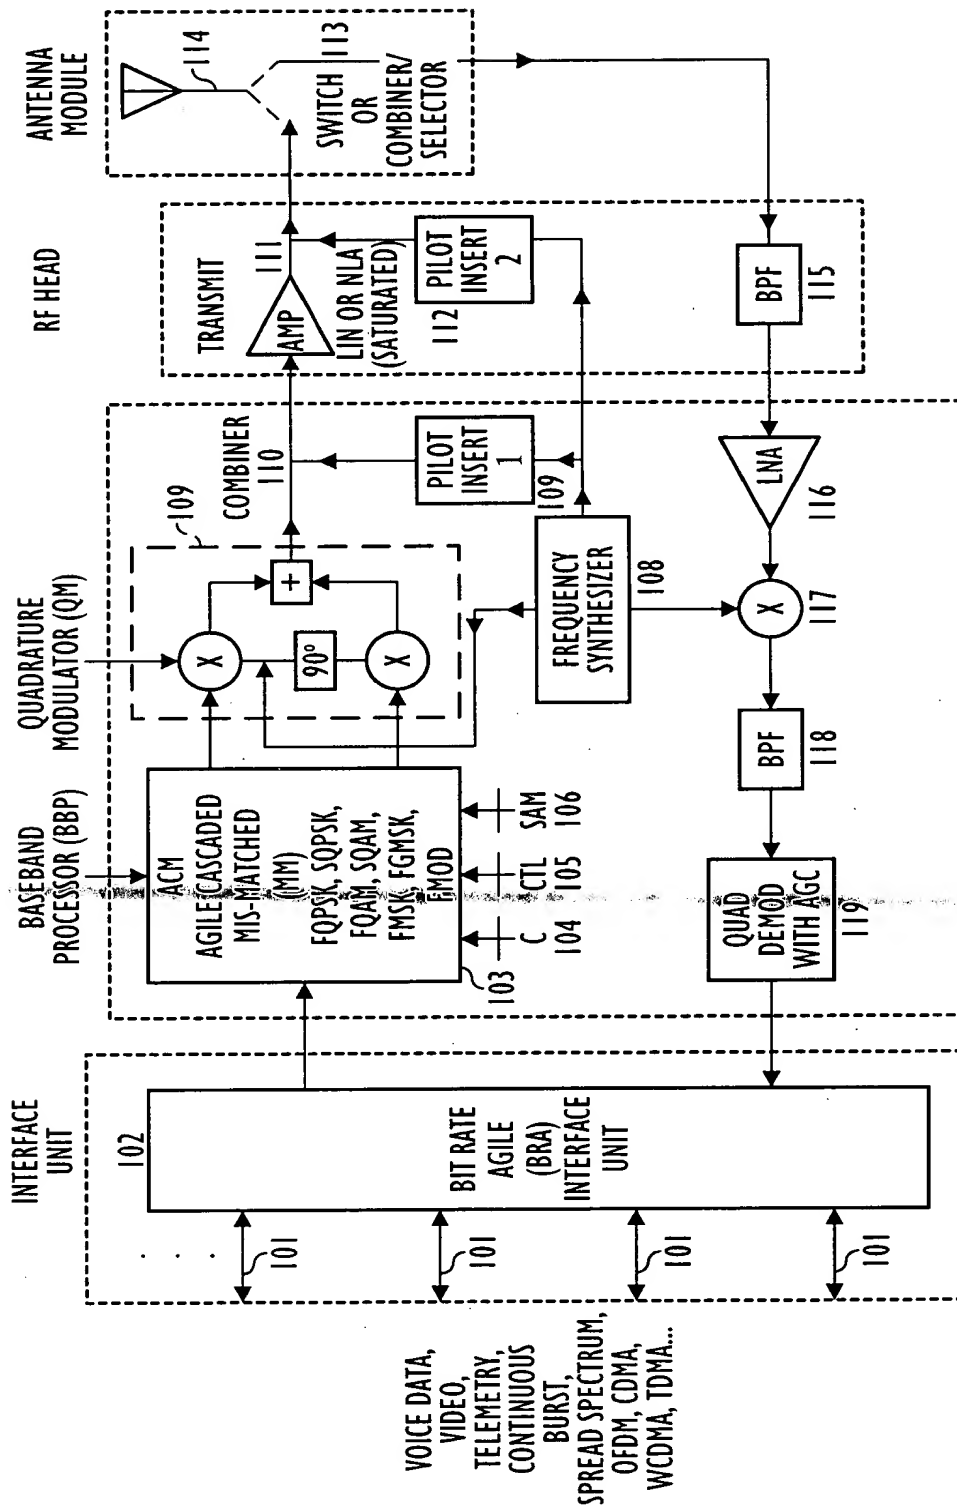 VOICE DATA,
VIDEO,
TELEMETRY,
CONTINUOUS
BURST,
SPREAD SPECTRUM,
OFDM, CDMA,
WCDMA, TDMA...
INTERFACE
UNIT
102
BIT RATE
AGILE
(BRA)
INTERFACE
UNIT
101
101
101
101
BASEBAND
PROCESSOR (BBP)
ACM
AGILE (CASCADED
MIS-MATCHED
(MM)
FQPSK, SQPSK,
FQAM, SQAM,
FMSK, FGMSK,
FMOD
103
C
104
CTL
105
SAM
106
QUADRATURE
MODULATOR (QM)
X
90°
X
+
109
COMBINER
110
PILOT
INSERT
1
109
FREQUENCY
SYNTHESIZER
108
RF HEAD
TRANSMIT
AMP
111
LIN OR NLA
(SATURATED)
PILOT
INSERT
2
112
ANTENNA
MODULE
114
113
SWITCH
OR
COMBINER/
SELECTOR
BPF
115
LNA
116
X
117
BPF
118
QUAD
DEMOD
WITH AGC
119